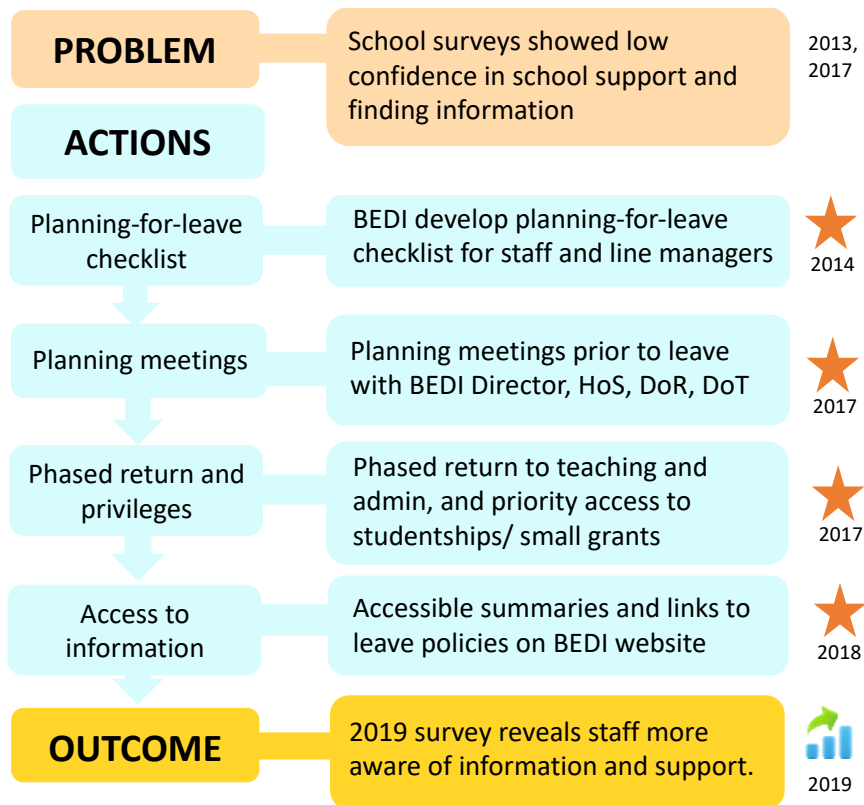 PROBLEM
School surveys showed low
confidence in school support and
finding information
2013,
2017
ACTIONS
Planning-for-leave
checklist
BEDI develop planning-for-leave
checklist for staff and line managers
2014
Planning meetings
Planning meetings prior to leave
with BEDI Director, HoS, DoR, DoT
2017
Phased return and
privileges
Phased return to teaching and
admin, and priority access to
studentships/ small grants
2017
Access to
information
Accessible summaries and links to
leave policies on BEDI website
2018
OUTCOME
2019 survey reveals staff more
aware of information and support.
2019